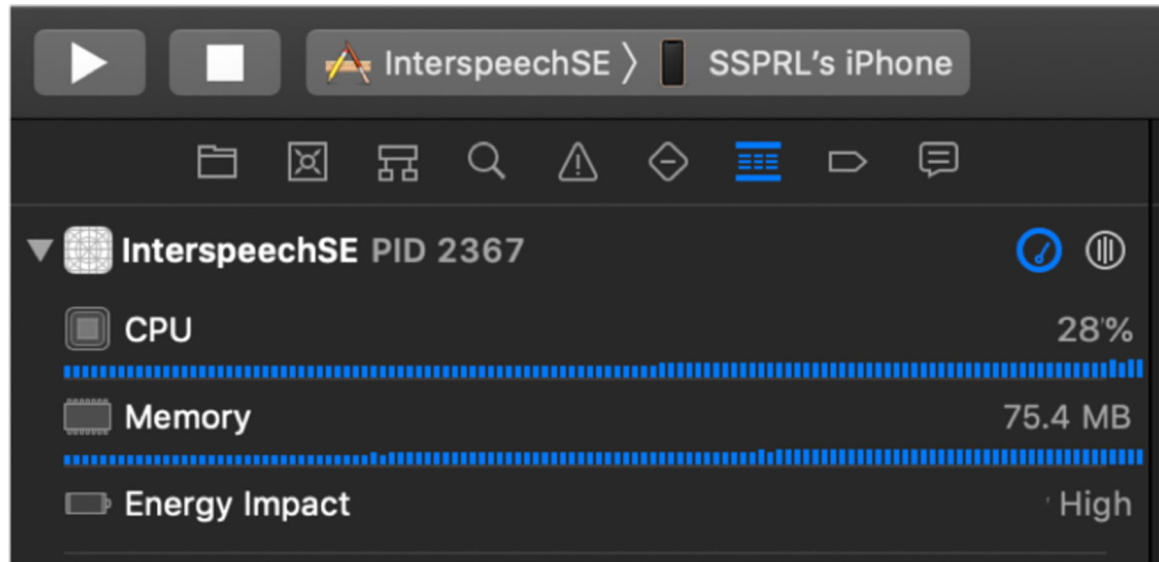 InterspeechSE 〉 SSPRL's iPhone
InterspeechSE PID 2367
CPU 28%
Memory 75.4 MB
Energy Impact High